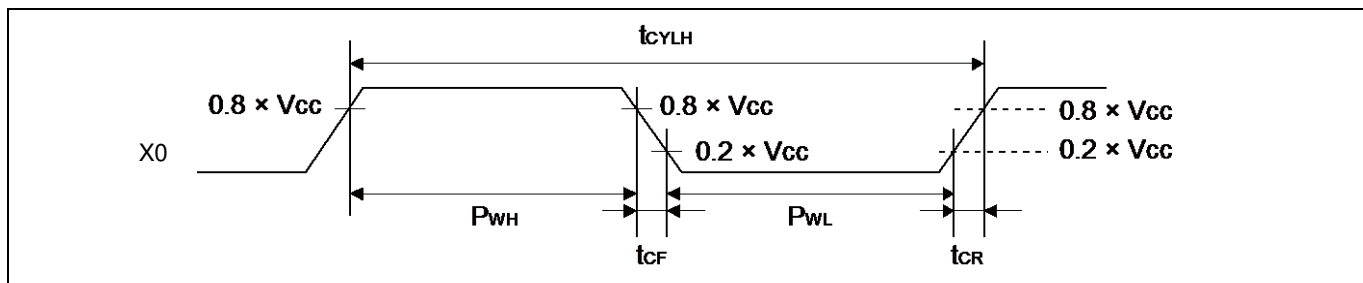 tCYLH
0.8 × Vcc
0.8 × Vcc
0.8 × Vcc
X0
0.2 × Vcc
0.2 × Vcc
PWH
PWL
tCF
tCR